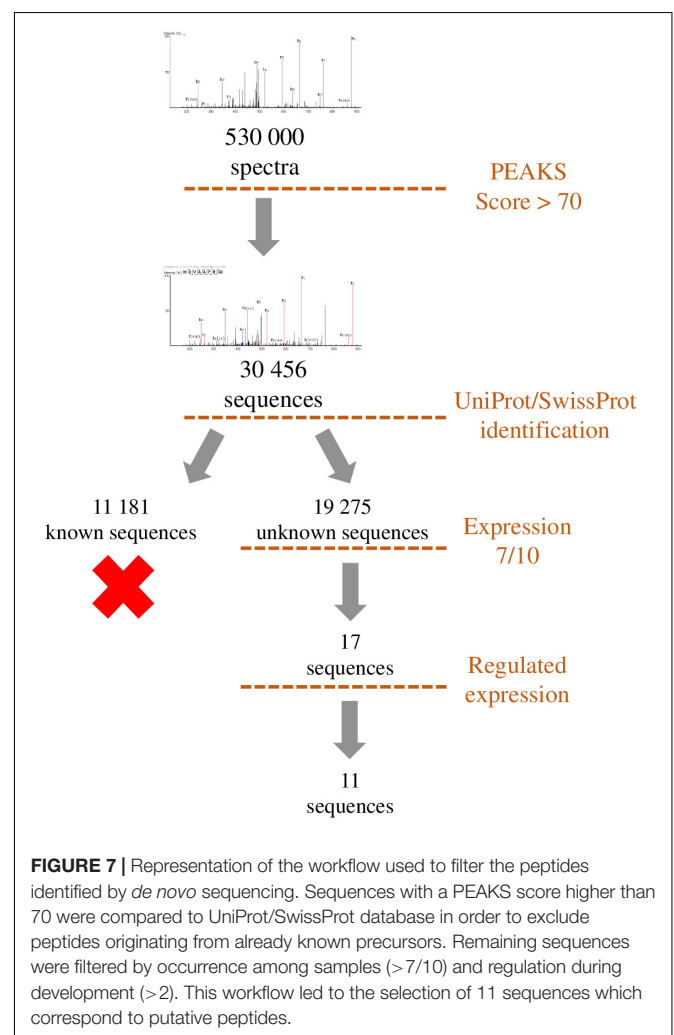 530 000
spectra
PEAKS
Score > 70
30 456
sequences
UniProt/SwissProt
identification
11 181
known sequences
19 275
unknown sequences
Expression
7/10
17
sequences
Regulated
expression
11
sequences
FIGURE 7 | Representation of the workflow used to filter the peptides
identified by de novo sequencing. Sequences with a PEAKS score higher than
70 were compared to UniProt/SwissProt database in order to exclude
peptides originating from already known precursors. Remaining sequences
were filtered by occurrence among samples (>7/10) and regulation during
development (>2). This workflow led to the selection of 11 sequences which
correspond to putative peptides.